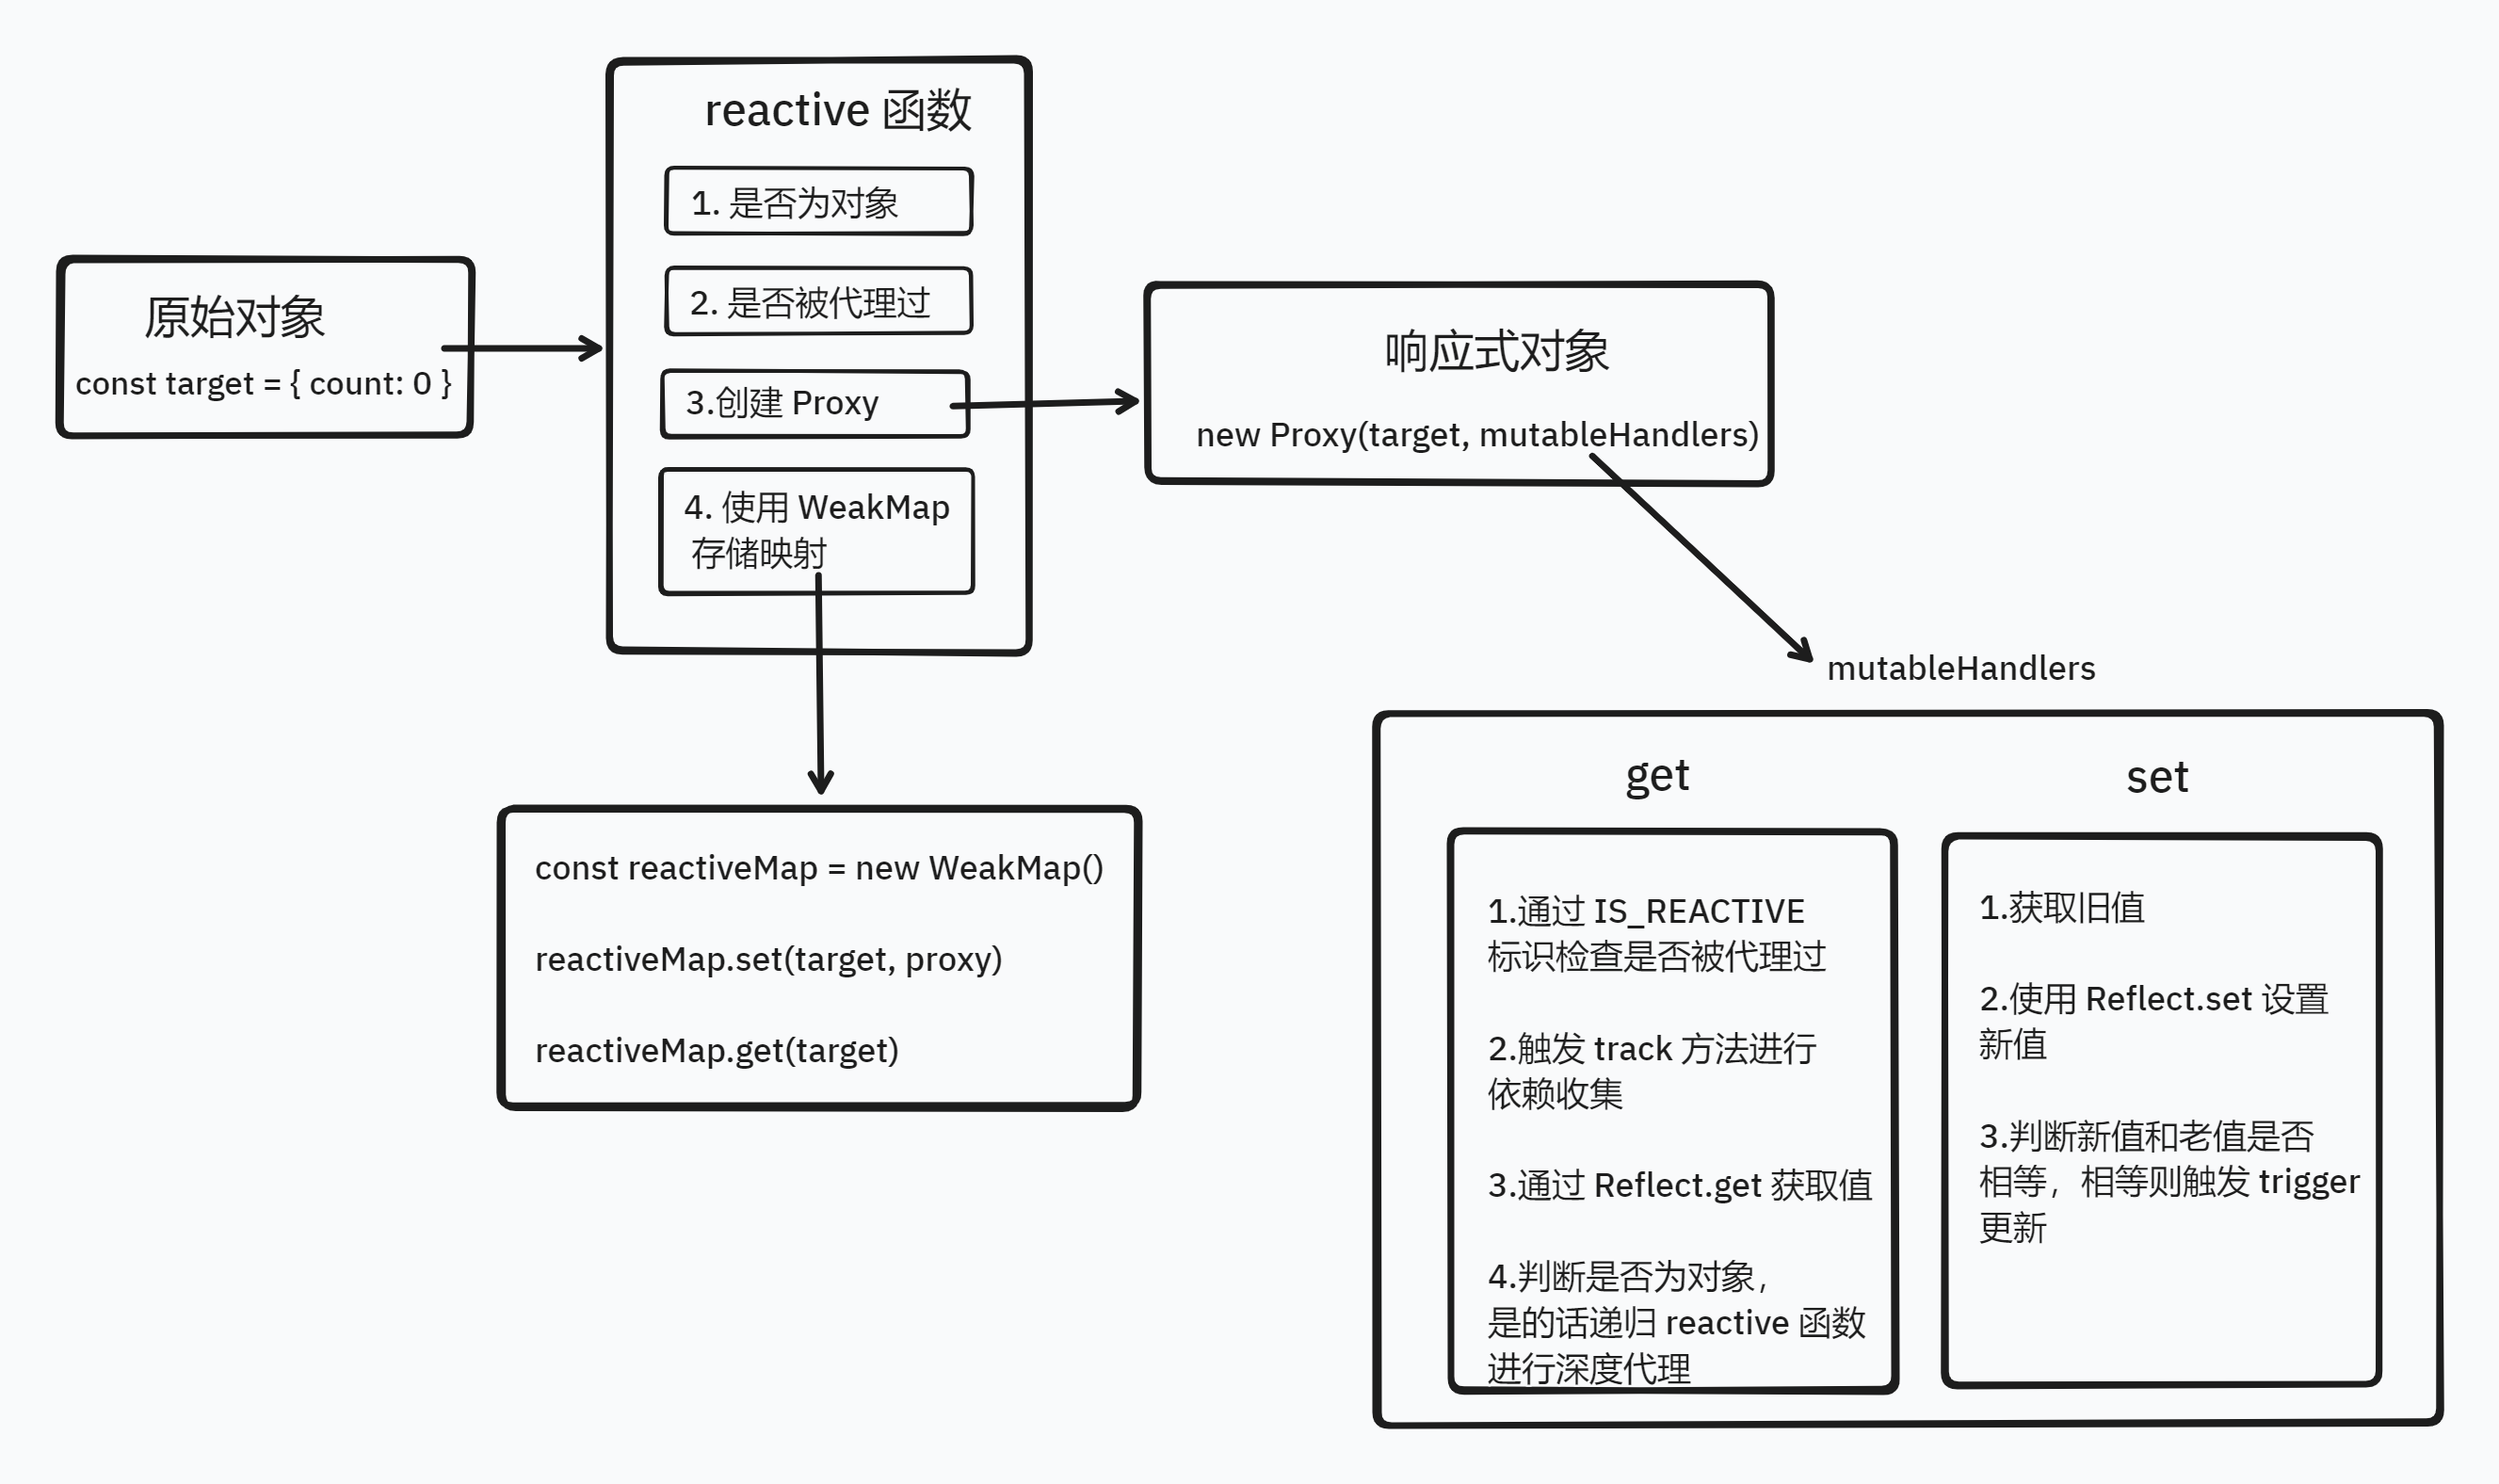 reactive 函数
1. 是否为对象
2. 是否被代理过
3.创建 Proxy
4. 使用 WeakMap
存储映射
原始对象
const target = { count: 0 }
响应式对象
new Proxy(target, mutableHandlers)
const reactiveMap = new WeakMap()
reactiveMap.set(target, proxy)
reactiveMap.get(target)
mutableHandlers
get
1.通过 IS_REACTIVE
标识检查是否被代理过
2.触发 track 方法进行
依赖收集
3.通过 Reflect.get 获取值
4.判断是否为对象，
是的话递归 reactive 函数
进行深度代理
set
1.获取旧值
2.使用 Reflect.set 设置
新值
3.判断新值和老值是否
相等，相等则触发 trigger
更新